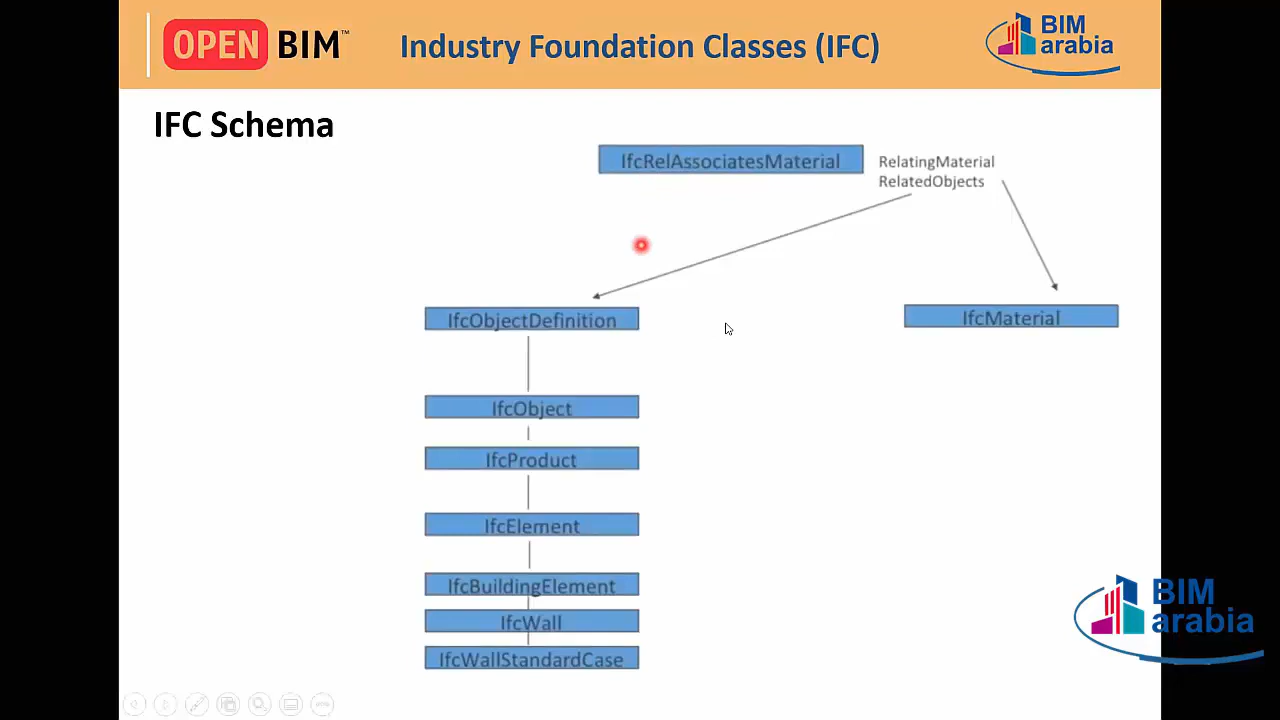 OPEN BIM™
Industry Foundation Classes (IFC)
BIM
arabia
IFC Schema
IfcRelAssociatesMaterial
RelatingMaterial
RelatedObjects
IfcObjectDefinition
IfcMaterial
IfcObject
IfcProduct
IfcElement
IfcBuildingElement
IfcWall
IfcWallStandardCase
BIM
arabia